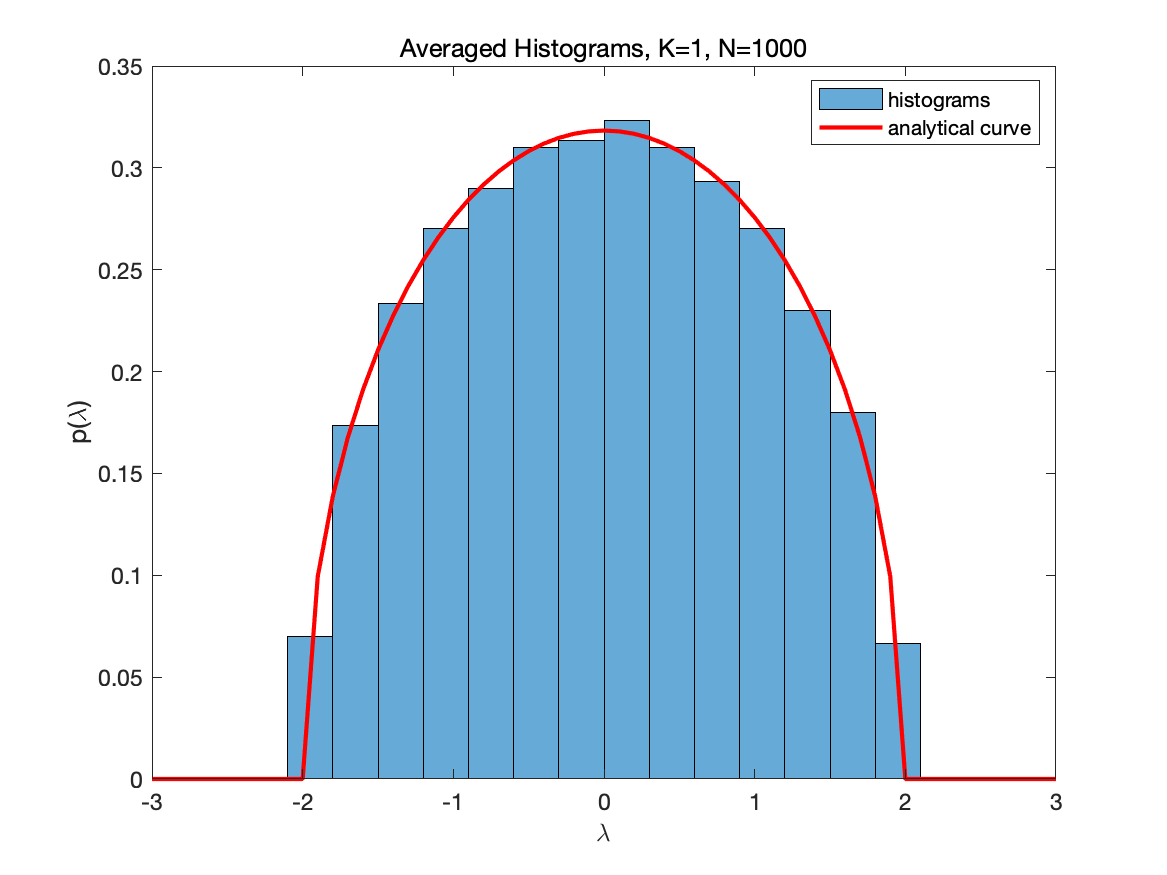 Averaged Histograms, K=1, N=1000
histograms
analytical curve
p(λ)
0.35
0.3
0.25
0.2
0.15
0.1
0.05
0
-3 -2 -1 0 1 2 3
λ